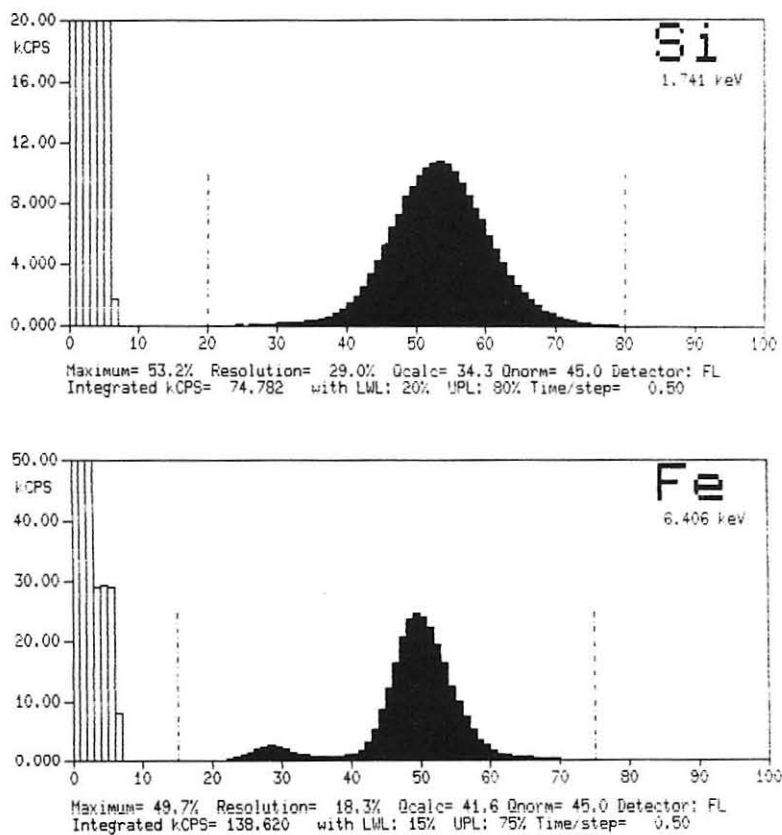 20.00
kCPS
Si
1.741 keV
16.00
12.00
8.000
4.000
0.000
0 10 20 30 40 50 60 70 80 90 100
Maximum= 53.2% Resolution= 29.0% Qcalc= 34.3 Qnorm= 45.0 Detector: FL
Integrated kCPS= 74.782 with LWL: 20% UPL: 80% Time/step= 0.50
50.00
kCPS
Fe
6.406 keV
40.00
30.00
20.00
10.00
0.000
0 10 20 30 40 50 60 70 80 90 100
Maximum= 49.7% Resolution= 18.3% Qcalc= 41.6 Qnorm= 45.0 Detector: FL
Integrated kCPS= 138.620 with LWL: 15% UPL: 75% Time/step= 0.50